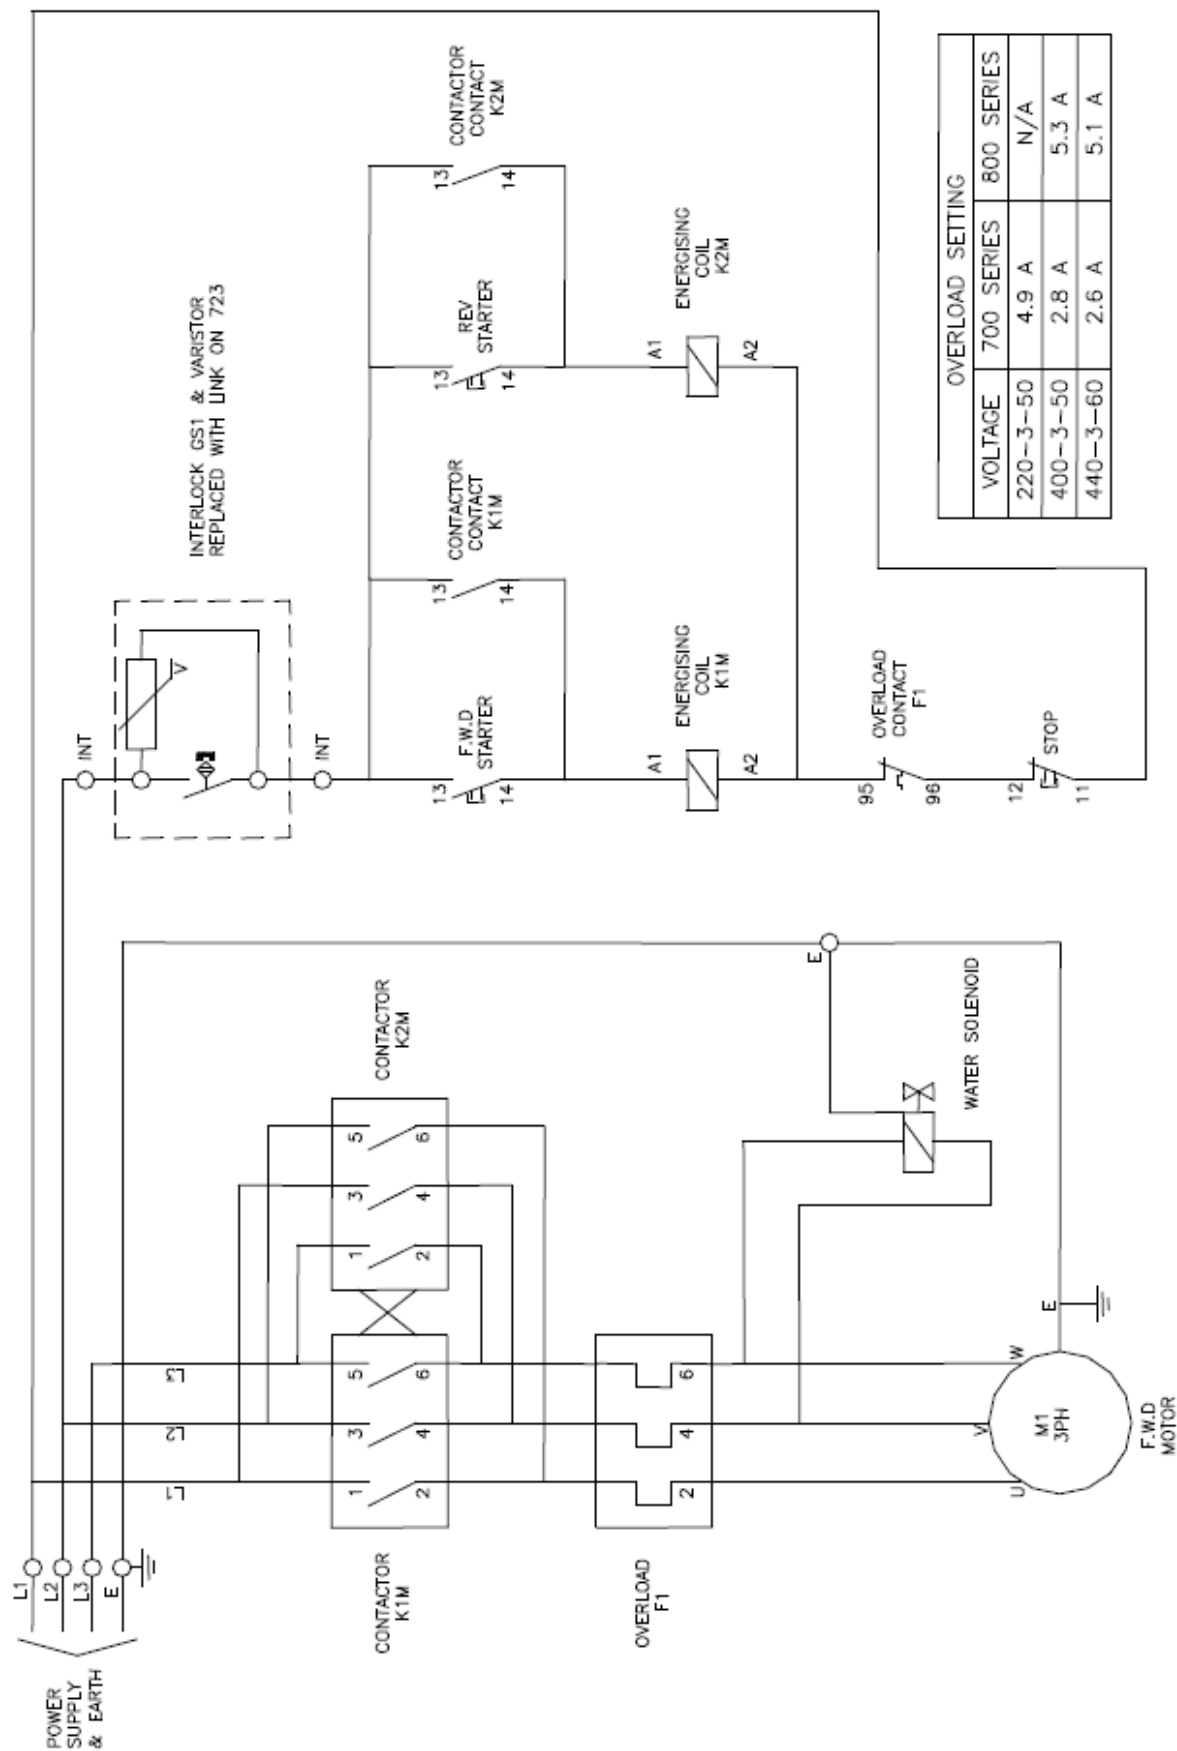 POWER
SUPPLY
& EARTH
L1
L2
L3
E
L1
L2
L3
CONTACTOR
K1M
1
3
5
2
4
6
CONTACTOR
K2M
1
3
5
2
4
6
OVERLOAD
F1
2
4
6
WATER SOLENOID
E
U
V
W
E
M1
3PH
F.W.D
MOTOR
INT
V
INT
INTERLOCK GS1 & VARISTOR
REPLACED WITH LINK ON 723
13
14
F.W.D
STARTER
13
14
CONTACTOR
CONTACT
K1M
13
14
REV
STARTER
13
14
CONTACTOR
CONTACT
K2M
A1
A2
ENERGISING
COIL
K1M
A1
A2
ENERGISING
COIL
K2M
95
96
OVERLOAD
CONTACT
F1
12
11
STOP
OVERLOAD SETTING
VOLTAGE 700 SERIES 800 SERIES
220-3-50 4.9 A N/A
400-3-50 2.8 A 5.3 A
440-3-60 2.6 A 5.1 A